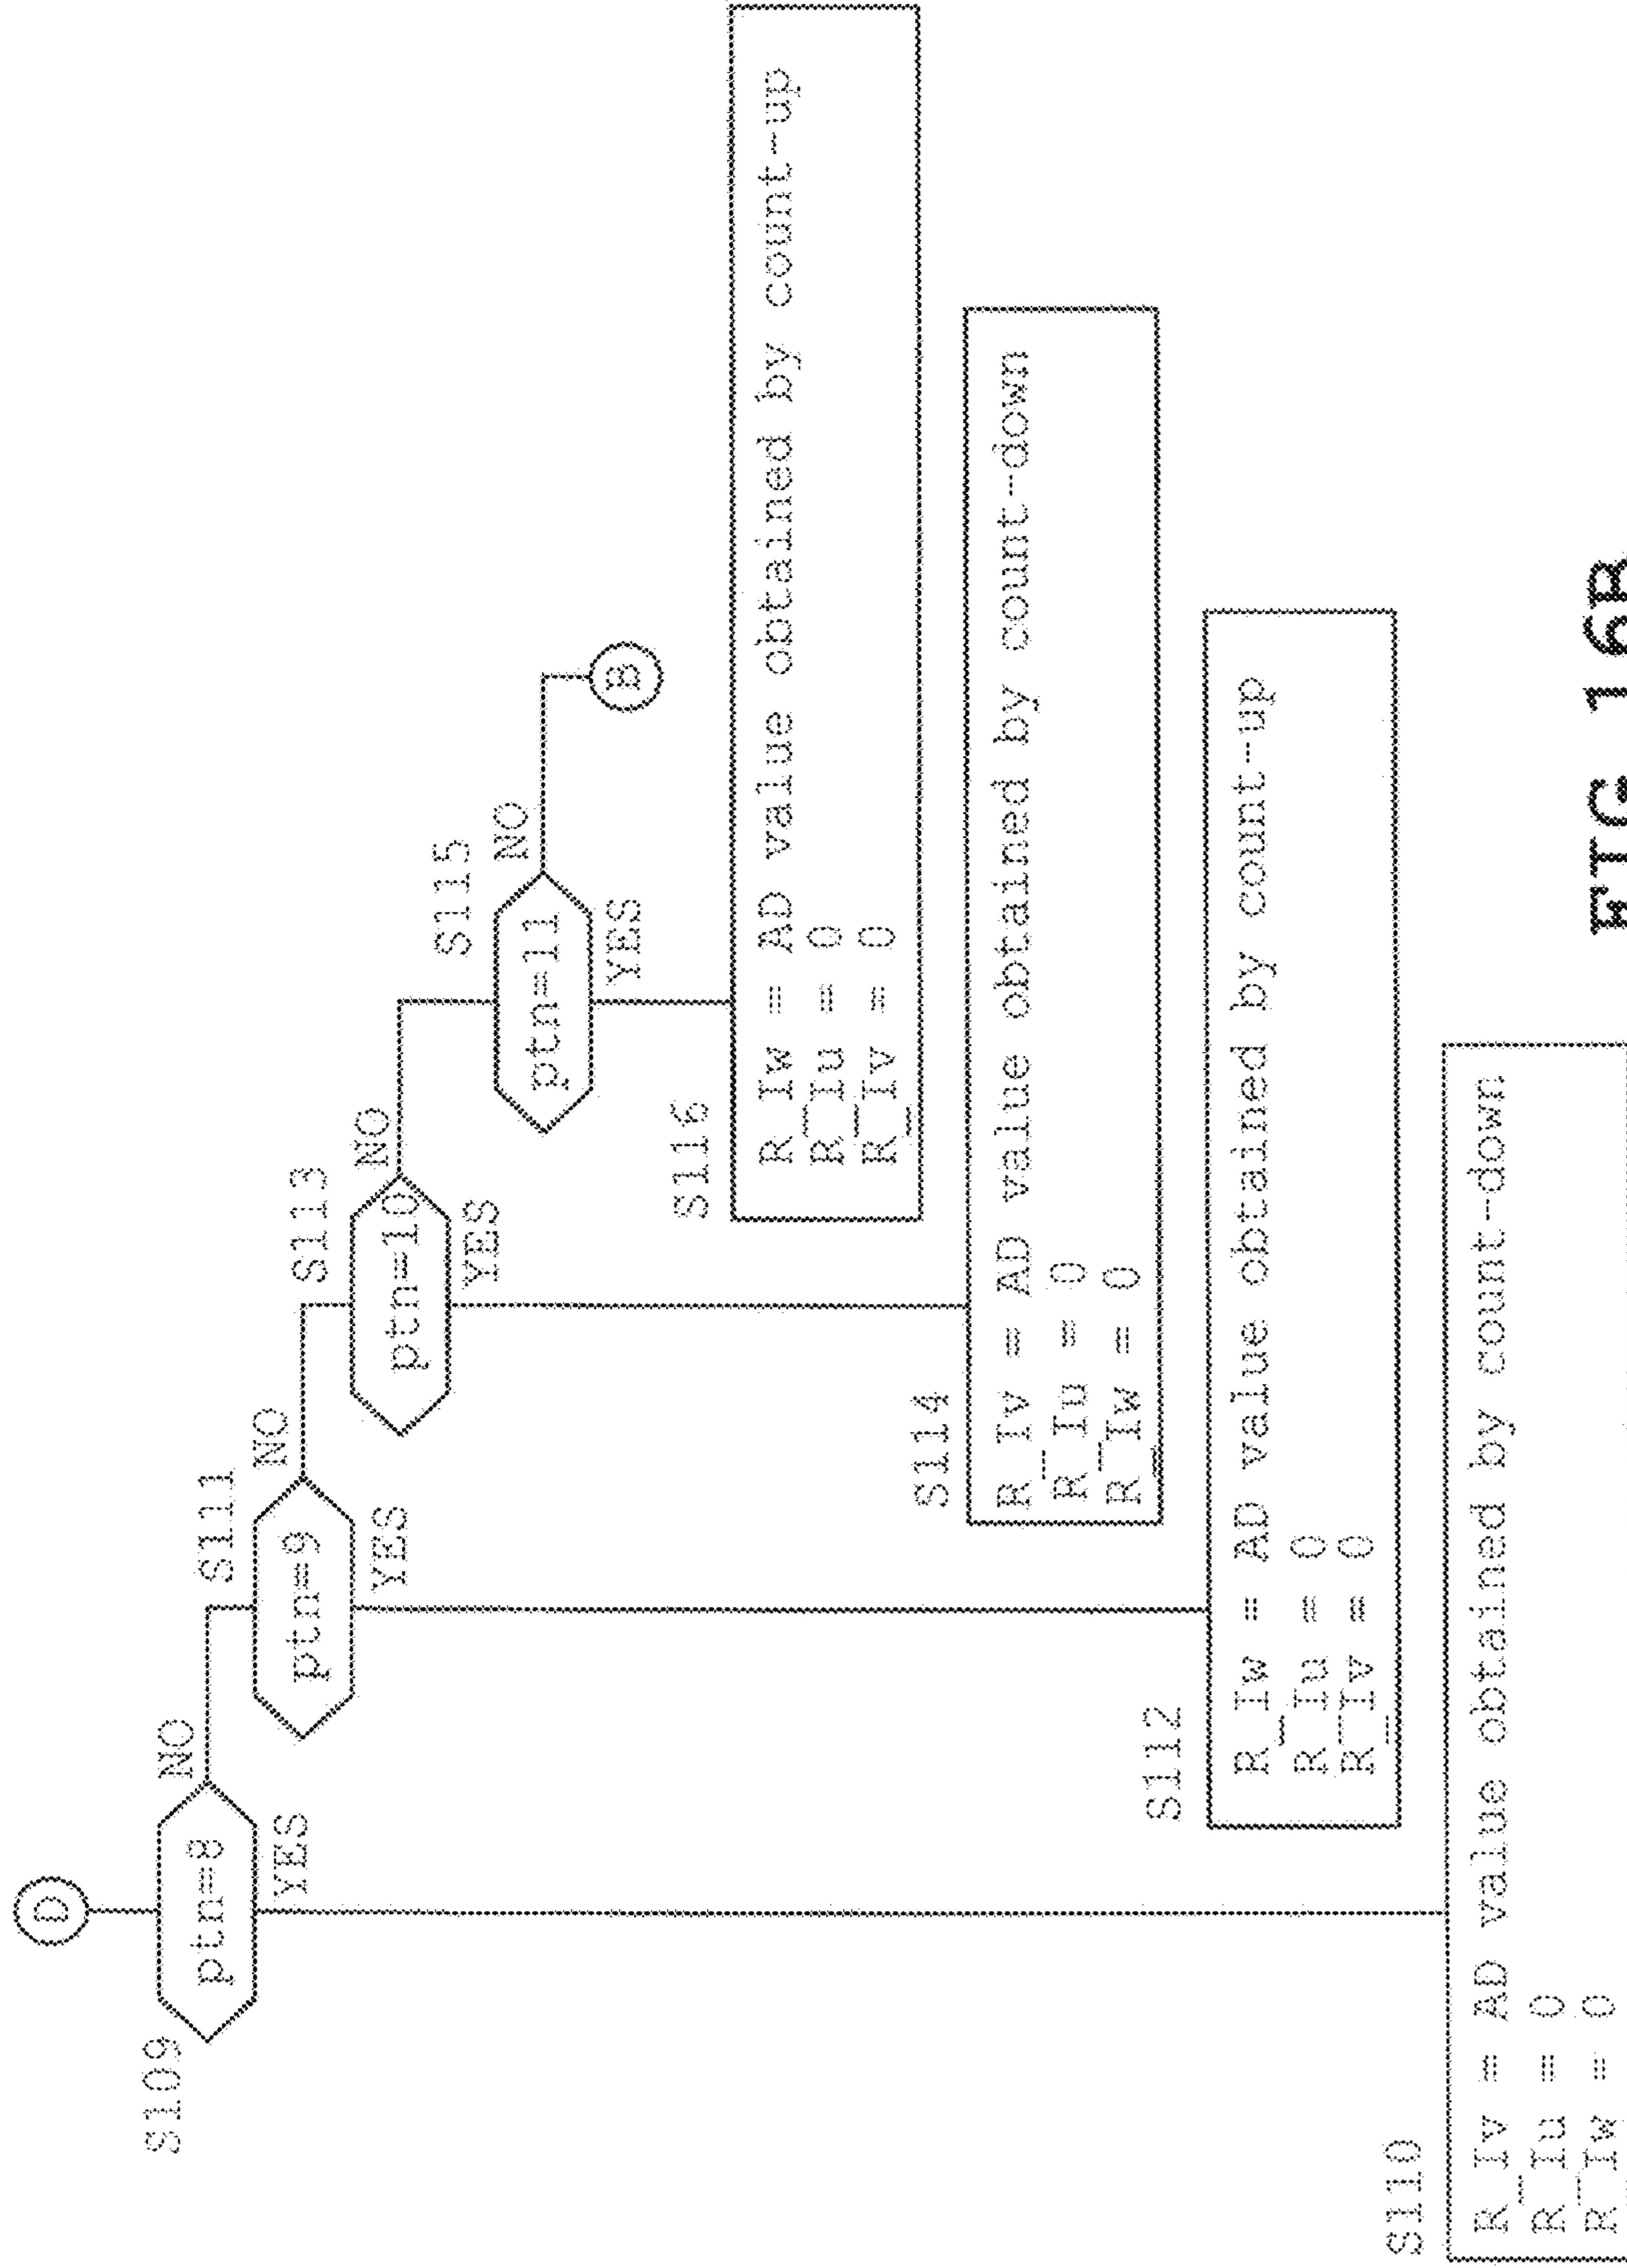 D
S109
ptn=8
NO
YES
S111
ptn=9
NO
YES
S113
ptn=10
NO
YES
S115
ptn=11
NO
YES
B
S116
R_Iw = AD value obtained by count-up
R_Iu = 0
R_Iv = 0
S114
R_Iv = AD value obtained by count-down
R_Iu = 0
R_Iw = 0
S112
R_Iw = AD value obtained by count-up
R_Iu = 0
R_Iv = 0
S110
R_Iv = AD value obtained by count-down
R_Iu = 0
R_Iw = 0
FIG 16B